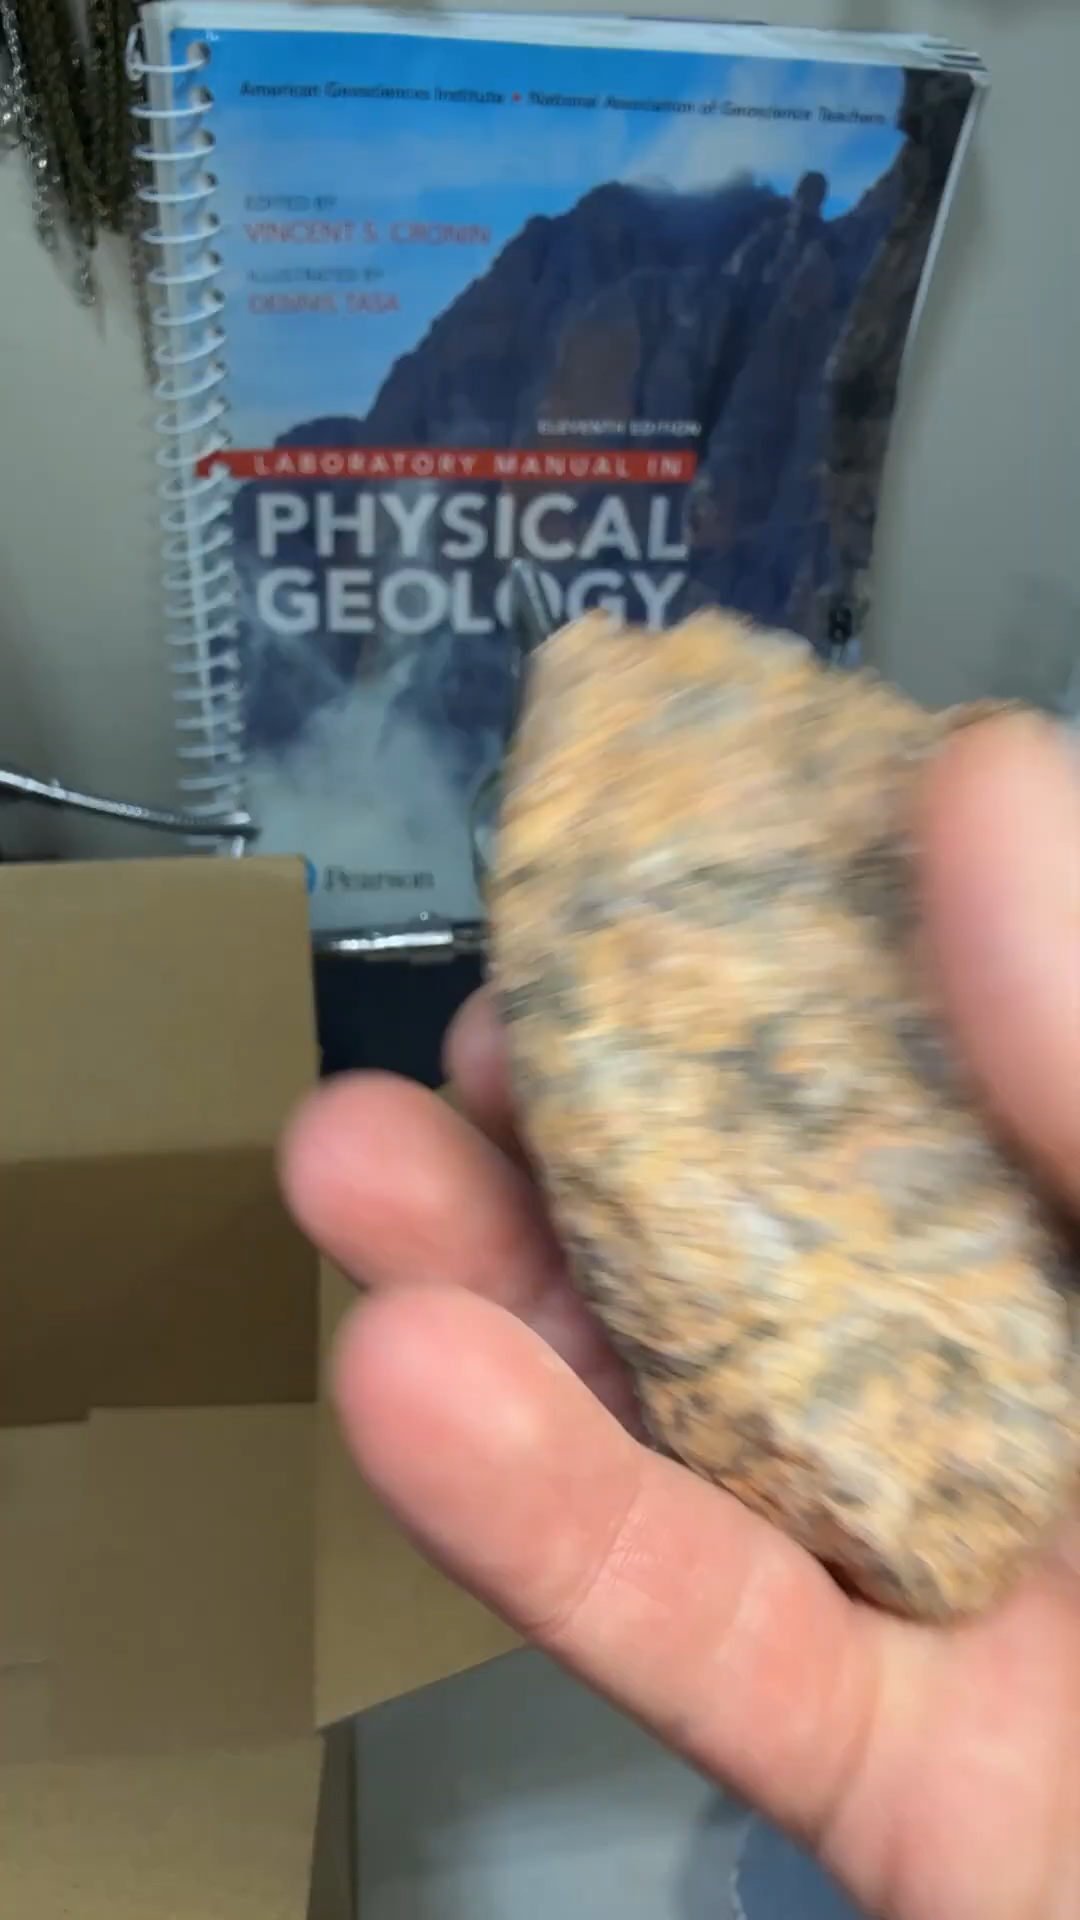 American Geosciences Institute • National Association of Geoscience Teachers
EDITED BY
VINCENT S. CRONIN
ILLUSTRATED BY
DENNIS TASA
ELEVENTH EDITION
LABORATORY MANUAL IN
PHYSICAL
GEOLOGY
Pearson